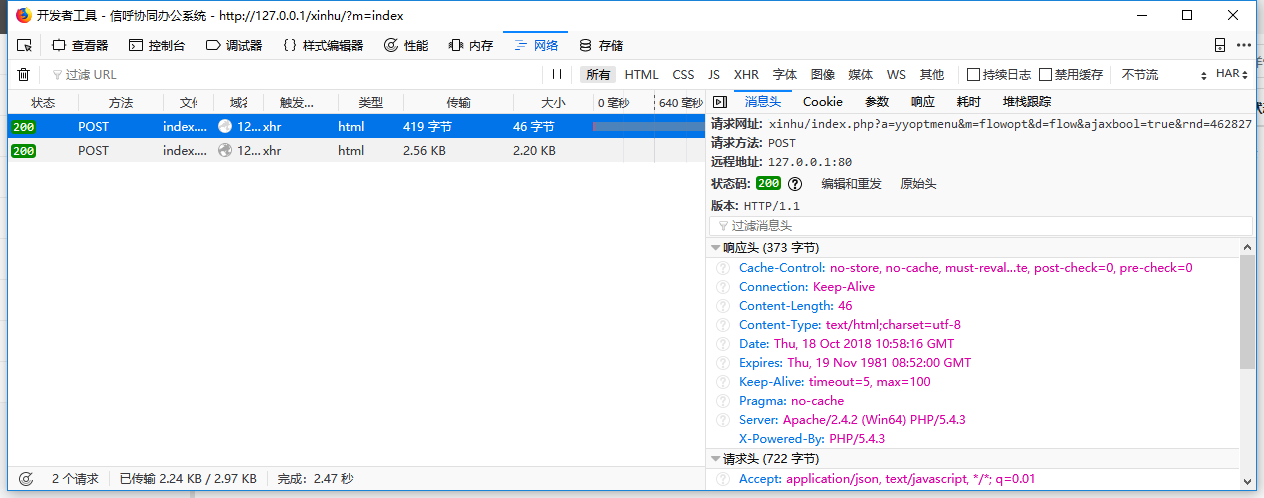 开发者工具 - 信呼协同办公系统 - http://127.0.0.1/xinhu/?m=index
查看器 控制台 调试器 {} 样式编辑器 性能 内存 网络 存储
过滤 URL 所有 HTML CSS JS XHR 字体 图像 媒体 WS 其他 持续日志 禁用缓存 不节流 HAR
状态 方法 文件 域名 触发... 类型 传输 大小 0 毫秒 640 毫秒
200 POST index.... 12... xhr html 419 字节 46 字节
200 POST index.... 12... xhr html 2.56 KB 2.20 KB
消息头 Cookie 参数 响应 耗时 堆栈跟踪
请求网址: xinhu/index.php?a=yyoptmenu&m=flowopt&d=flow&ajaxbool=true&rnd=462827
请求方法: POST
远程地址: 127.0.0.1:80
状态码: 200 编辑和重发 原始头
版本: HTTP/1.1
过滤消息头
响应头 (373 字节)
Cache-Control: no-store, no-cache, must-reval...te, post-check=0, pre-check=0
Connection: Keep-Alive
Content-Length: 46
Content-Type: text/html;charset=utf-8
Date: Thu, 18 Oct 2018 10:58:16 GMT
Expires: Thu, 19 Nov 1981 08:52:00 GMT
Keep-Alive: timeout=5, max=100
Pragma: no-cache
Server: Apache/2.4.2 (Win64) PHP/5.4.3
X-Powered-By: PHP/5.4.3
请求头 (722 字节)
Accept: application/json, text/javascript, */*; q=0.01
2 个请求 已传输 2.24 KB / 2.97 KB 完成: 2.47 秒